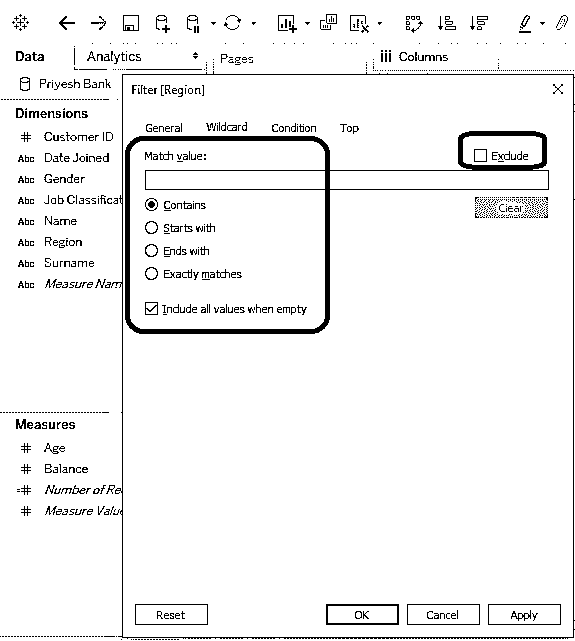 Data Analytics Pages Columns
Priyesh Bank
Filter [Region]
Dimensions
# Customer ID
Abc Date Joined
Abc Gender
Abc Job Classificat
Abc Name
Abc Region
Abc Surname
Abc Measure Nam
General Wildcard Condition Top
Match value:
Exclude
Clear
Contains
Starts with
Ends with
Exactly matches
Include all values when empty
Measures
# Age
# Balance
=# Number of Re
# Measure Value
Reset OK Cancel Apply